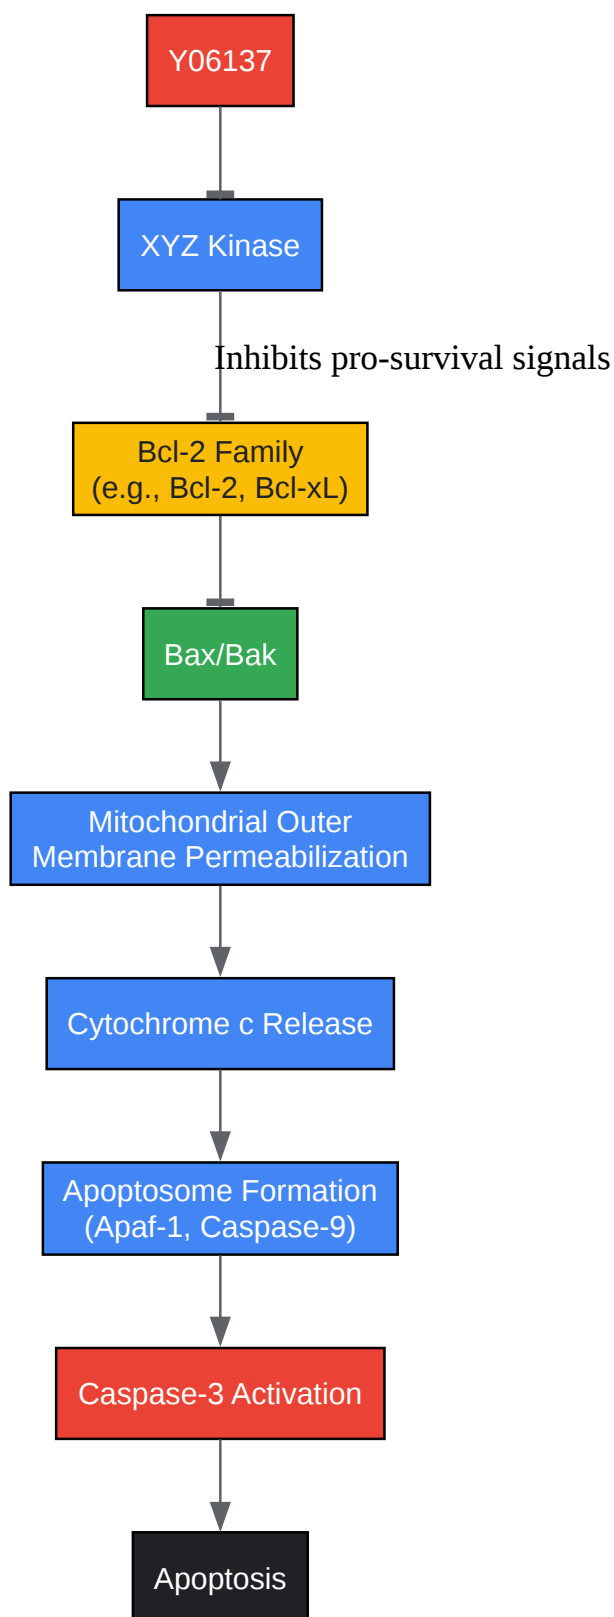 Y06137
XYZ Kinase
Inhibits pro-survival signals
Bcl-2 Family
(e.g., Bcl-2, Bcl-xL)
Bax/Bak
Mitochondrial Outer
Membrane Permeabilization
Cytochrome c Release
Apoptosome Formation
(Apaf-1, Caspase-9)
Caspase-3 Activation
Apoptosis